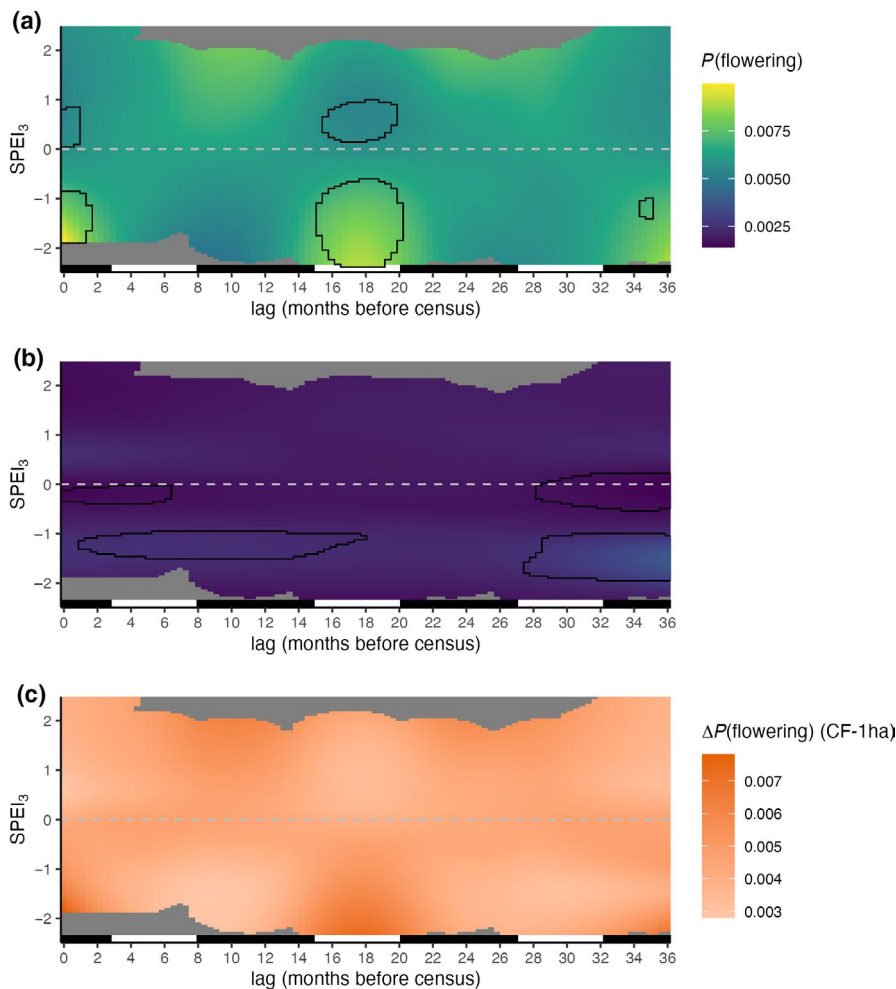 (a)
P(flowering)
0.0075
0.0050
0.0025
SPEI3
2
1
0
−1
−2
0 2 4 6 8 10 12 14 16 18 20 22 24 26 28 30 32 34 36
lag (months before census)
(b)
SPEI3
2
1
0
−1
−2
0 2 4 6 8 10 12 14 16 18 20 22 24 26 28 30 32 34 36
lag (months before census)
(c)
ΔP(flowering) (CF-1ha)
0.007
0.006
0.005
0.004
0.003
SPEI3
2
1
0
−1
−2
0 2 4 6 8 10 12 14 16 18 20 22 24 26 28 30 32 34 36
lag (months before census)